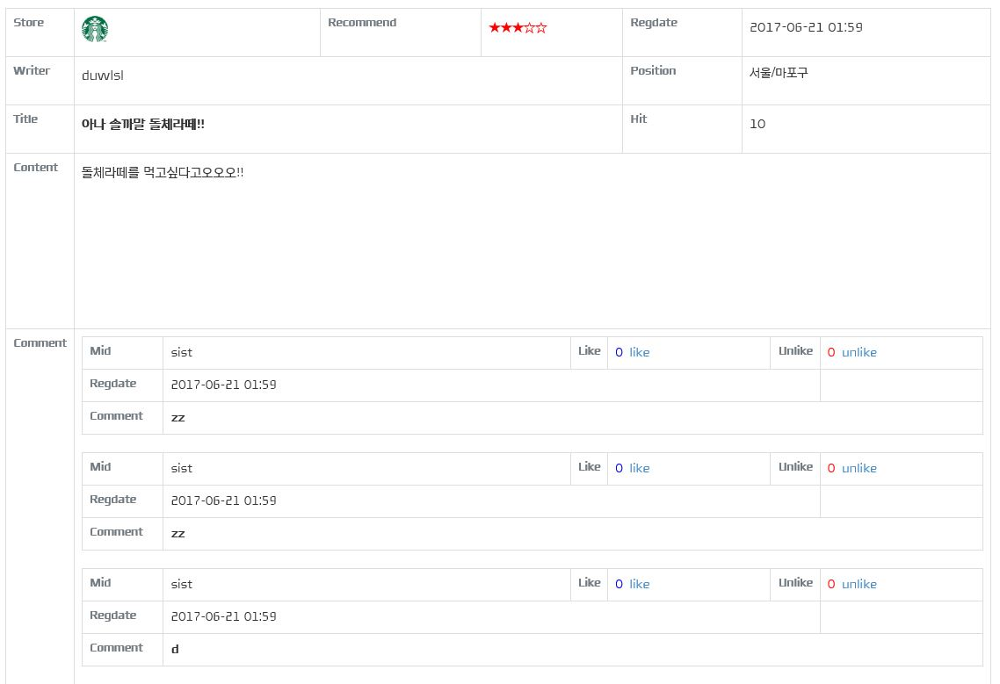 Store Recommend ★★★☆☆ Regdate 2017-06-21 01:59
Writer duwlsl Position 서울/마포구
Title 아나 솔까말 돌체라떼!! Hit 10
Content 돌체라떼를 먹고싶다고오오오!!
Comment
Mid sist Like 0 like Unlike 0 unlike
Regdate 2017-06-21 01:59
Comment zz
Mid sist Like 0 like Unlike 0 unlike
Regdate 2017-06-21 01:59
Comment zz
Mid sist Like 0 like Unlike 0 unlike
Regdate 2017-06-21 01:59
Comment d